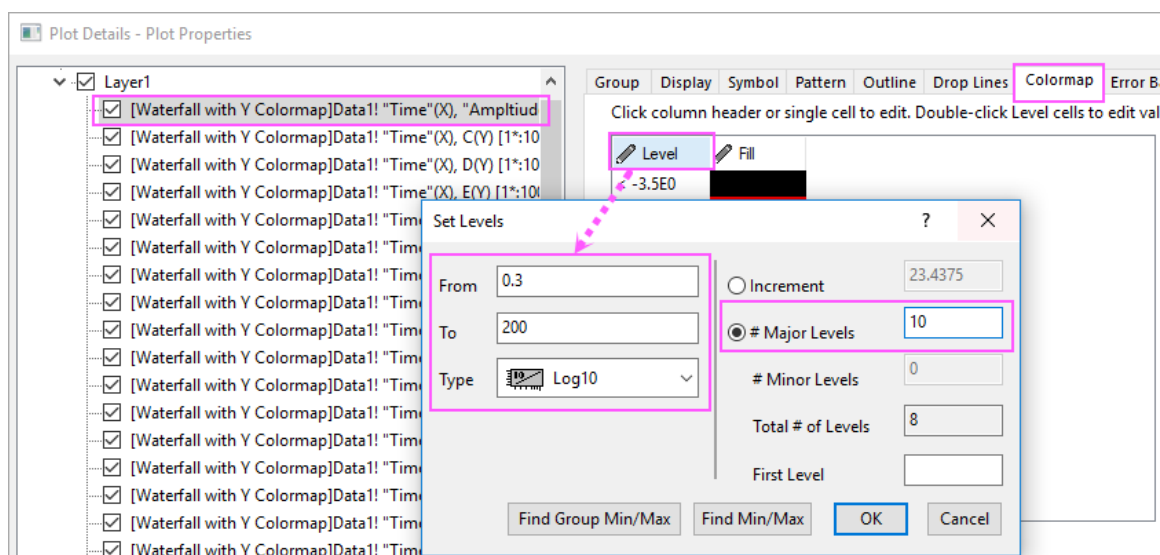 Plot Details - Plot Properties
Layer1
[Waterfall with Y Colormap]Data1! "Time"(X), "Ampltiud
[Waterfall with Y Colormap]Data1! "Time"(X), C(Y) [1*:10
[Waterfall with Y Colormap]Data1! "Time"(X), D(Y) [1*:10
[Waterfall with Y Colormap]Data1! "Time"(X), E(Y) [1*:100
[Waterfall with Y Colormap]Data1! "Time
[Waterfall with Y Colormap]Data1! "Time
[Waterfall with Y Colormap]Data1! "Time
[Waterfall with Y Colormap]Data1! "Time
[Waterfall with Y Colormap]Data1! "Time
[Waterfall with Y Colormap]Data1! "Time
[Waterfall with Y Colormap]Data1! "Time
[Waterfall with Y Colormap]Data1! "Time
[Waterfall with Y Colormap]Data1! "Time
[Waterfall with Y Colormap]Data1! "Time
[Waterfall with Y Colormap]Data1! "Time
[Waterfall with Y Colormap]Data1! "Time
[Waterfall with Y Colormap]Data1! "Time
Group Display Symbol Pattern Outline Drop Lines Colormap Error B
Click column header or single cell to edit. Double-click Level cells to edit val
Level Fill
< -3.5E0
Set Levels ?
From 0.3
To 200
Type Log10
Increment 23.4375
# Major Levels 10
# Minor Levels 0
Total # of Levels 8
First Level
Find Group Min/Max Find Min/Max OK Cancel